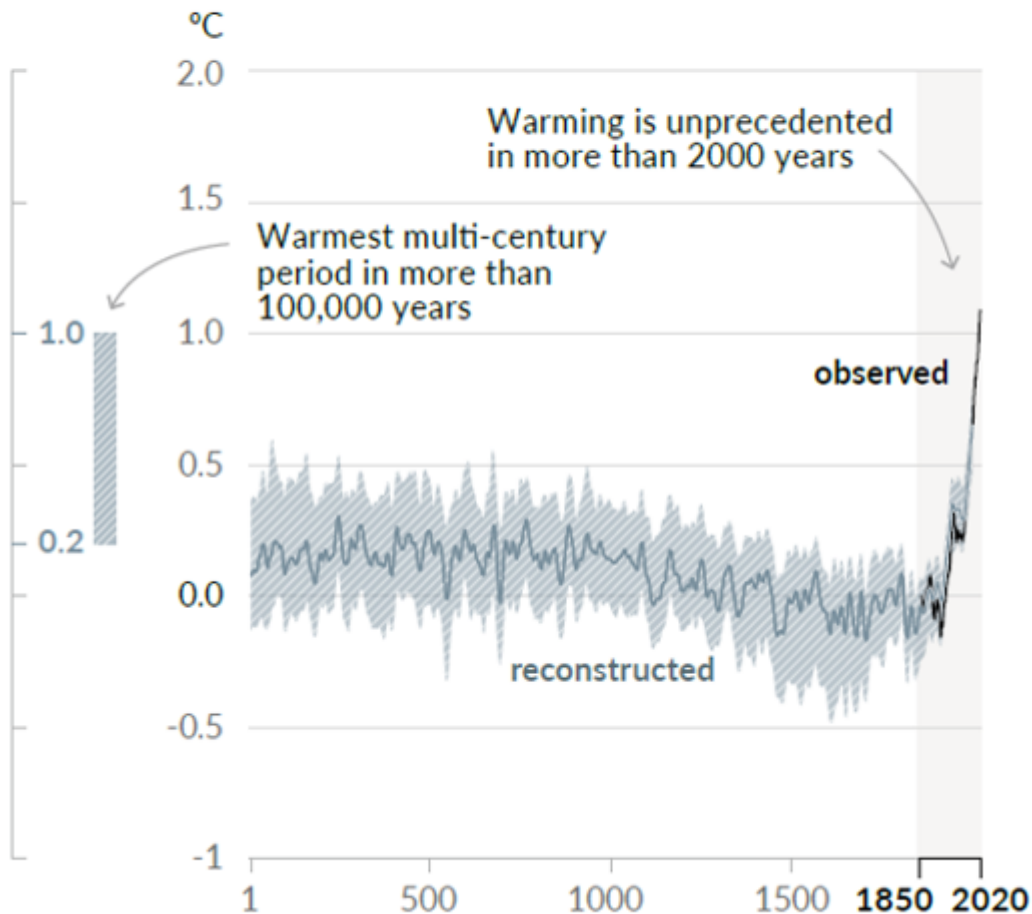 °C
2.0
Warming is unprecedented
in more than 2000 years
1.5
Warmest multi-century
period in more than
100,000 years
1.0
1.0
observed
0.5
0.2
0.0
reconstructed
-0.5
-1
1 500 1000 1500 1850 2020